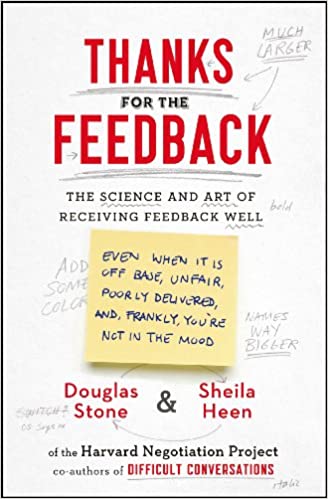 MUCH
LARGER
THANKS
FOR THE
FEEDBACK
THE SCIENCE AND ART OF
RECEIVING FEEDBACK WELL
bold
EVEN WHEN IT IS
OFF BASE, UNFAIR,
POORLY DELIVERED,
AND, FRANKLY, YOU'RE
NOT IN THE MOOD
ADD
SOME
COLOR
NAMES
WAY
BIGGER
Douglas
Stone
&
Sheila
Heen
of the Harvard Negotiation Project
co-authors of DIFFICULT CONVERSATIONS
italic